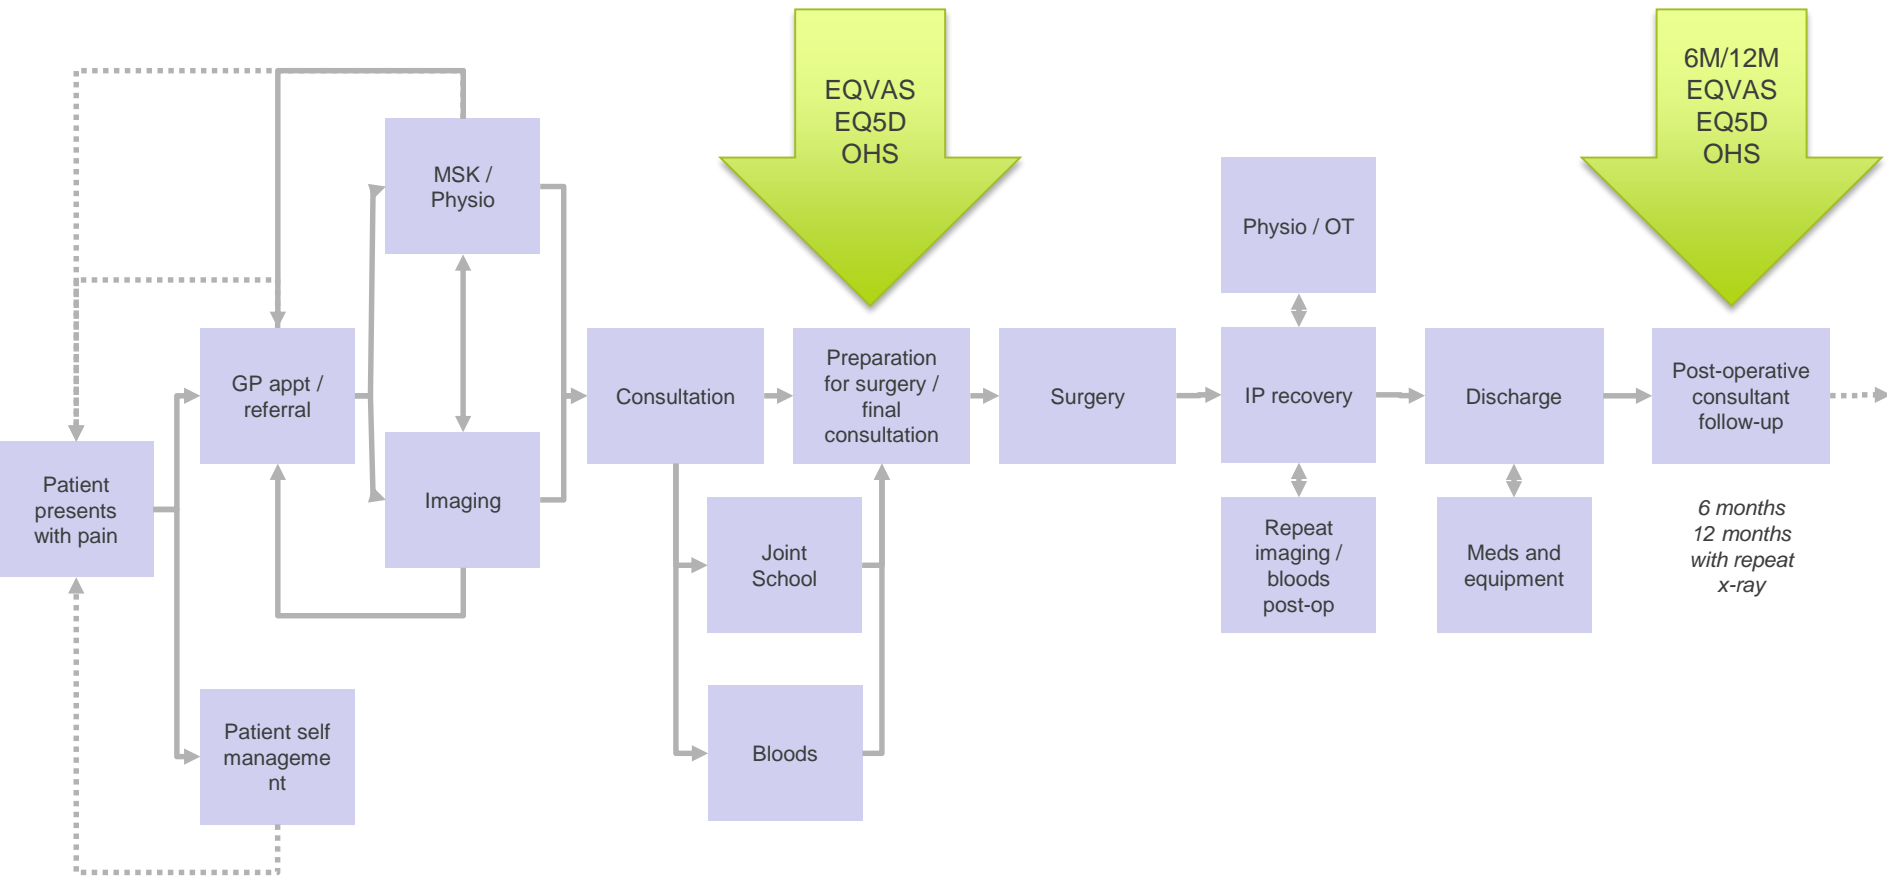 EQVAS
EQ5D
OHS
6M/12M
EQVAS
EQ5D
OHS
MSK /
Physio
Physio / OT
GP appt /
referral
Consultation
Preparation
for surgery /
final
consultation
Surgery
IP recovery
Discharge
Post-operative
consultant
follow-up
Patient
presents
with pain
Imaging
Joint
School
Repeat
imaging /
bloods
post-op
Meds and
equipment
6 months
12 months
with repeat
x-ray
Patient self
manageme
nt
Bloods